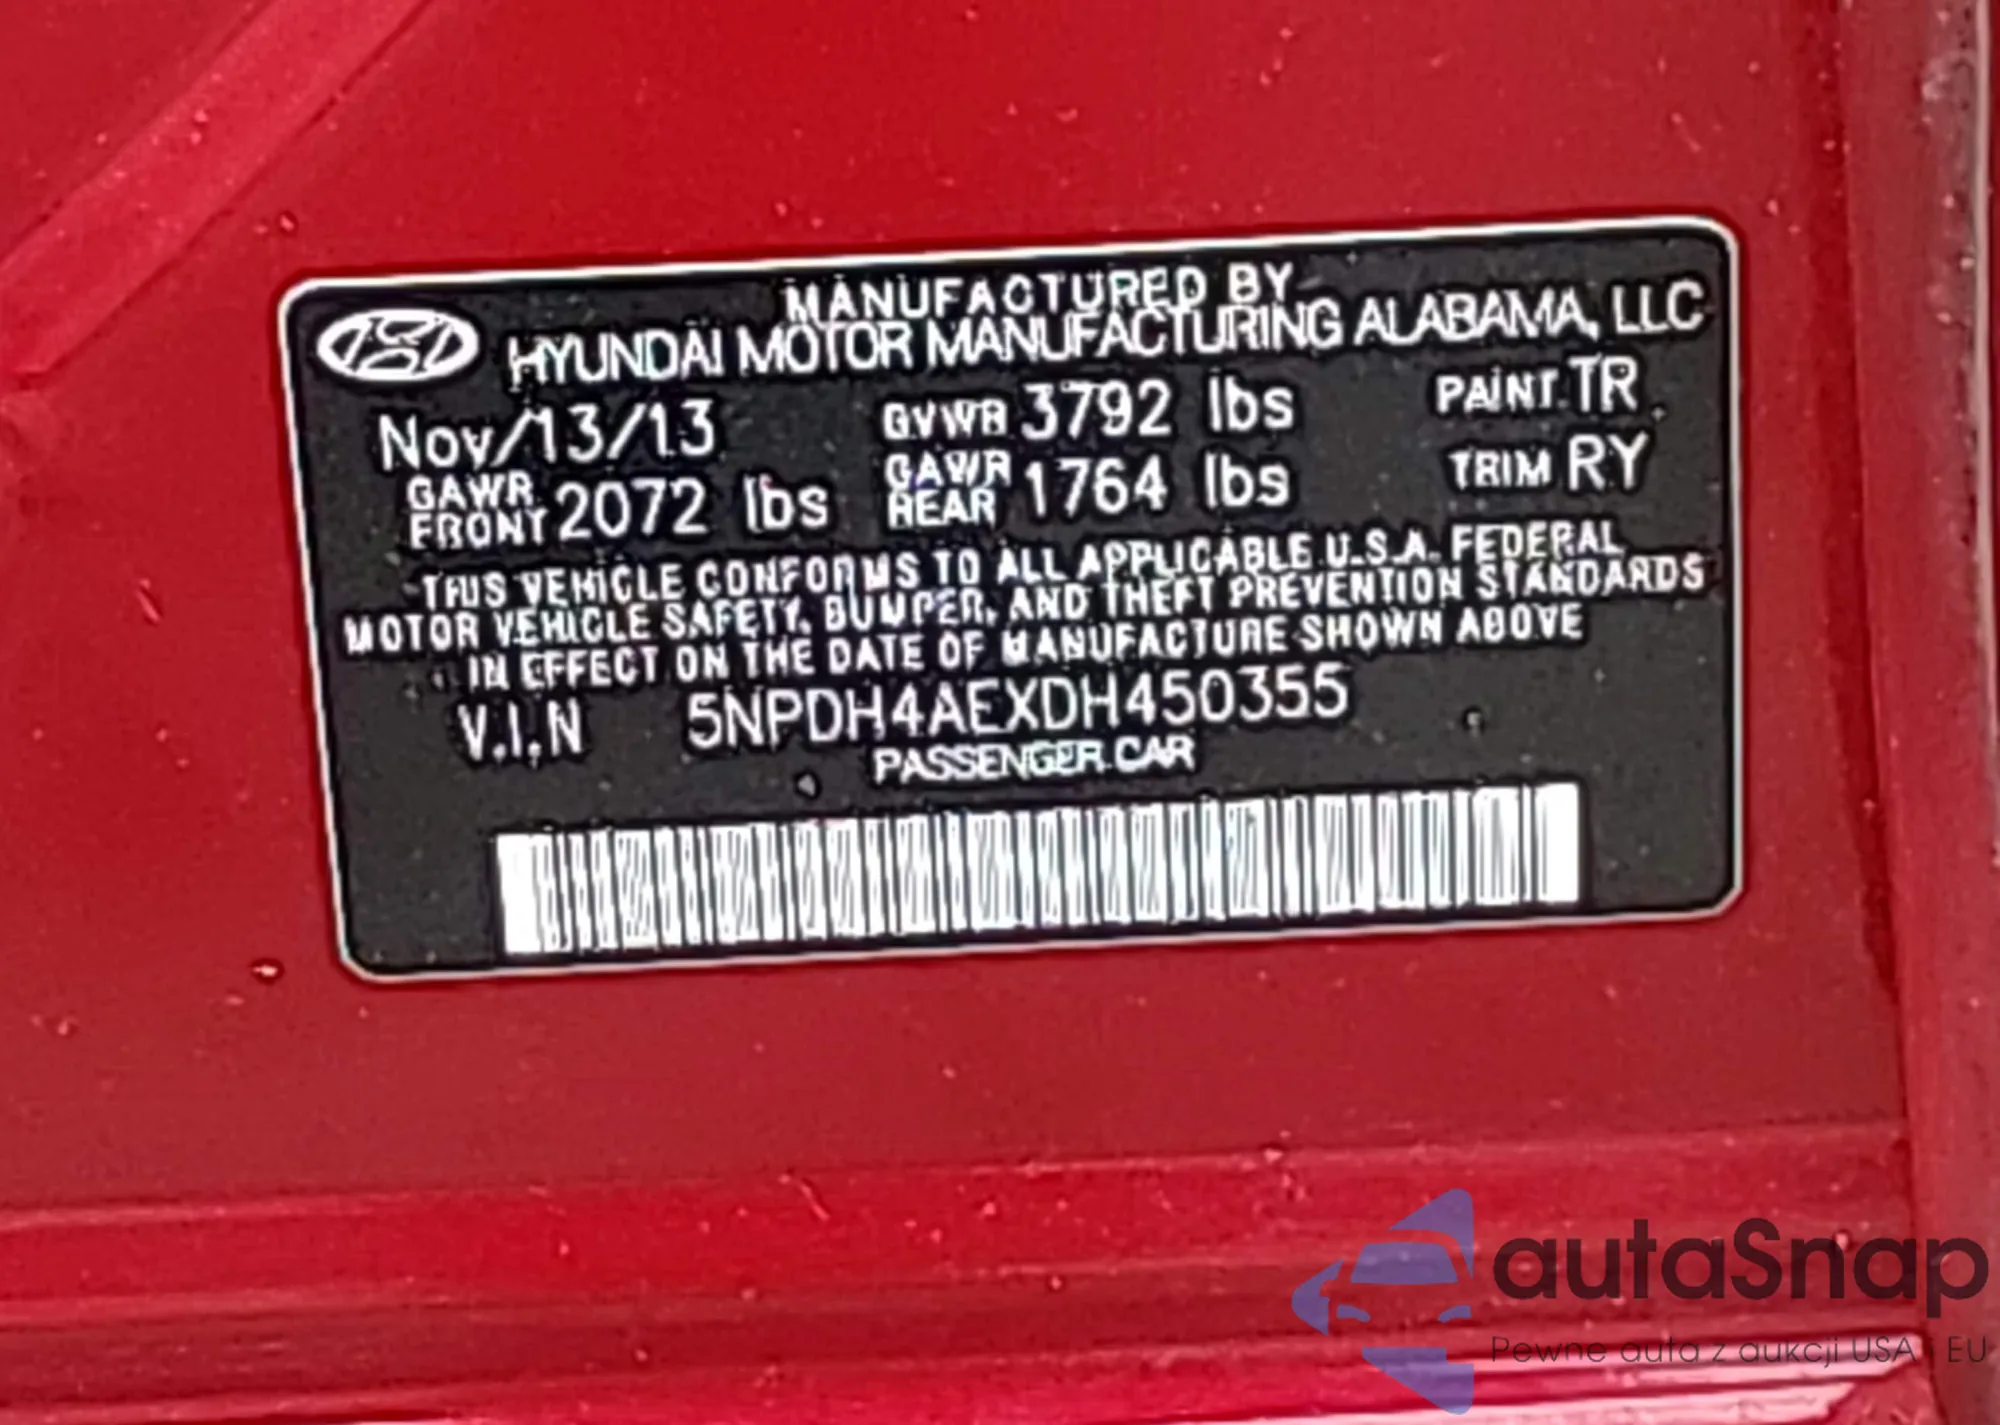 MANUFACTURED BY
HYUNDAI MOTOR MANUFACTURING ALABAMA, LLC
Nov/13/13 GVWR 3792 lbs PAINT TR
GAWR FRONT 2072 lbs GAWR REAR 1764 lbs TRIM RY
THIS VEHICLE CONFORMS TO ALL APPLICABLE U.S.A. FEDERAL
MOTOR VEHICLE SAFETY, BUMPER, AND THEFT PREVENTION STANDARDS
IN EFFECT ON THE DATE OF MANUFACTURE SHOWN ABOVE
V.I.N 5NPDH4AEXDH450355
PASSENGER CAR
autaSnap
Pewne auta z aukcji USA i EU